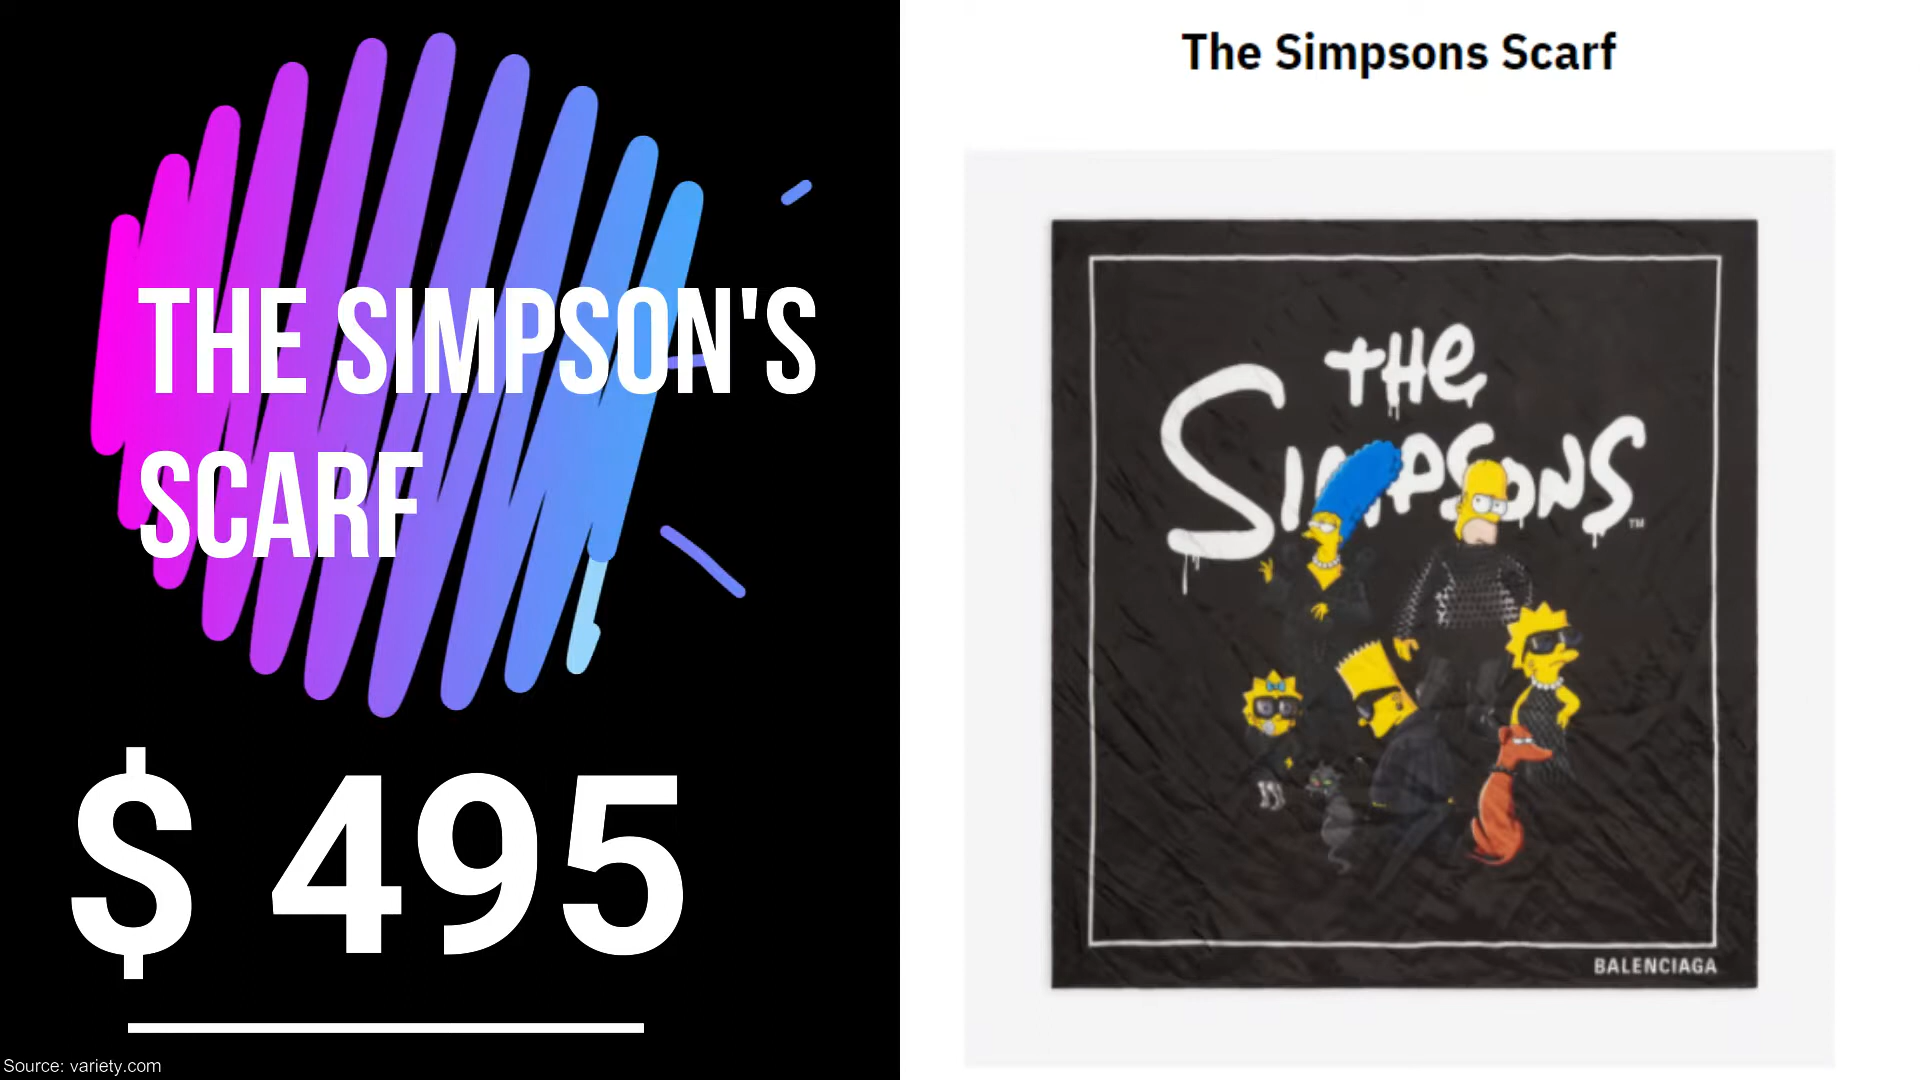 THE SIMPSON'S
SCARF
$ 495
Source: variety.com
The Simpsons Scarf
THE
SIMPSONS
TM
BALENCIAGA